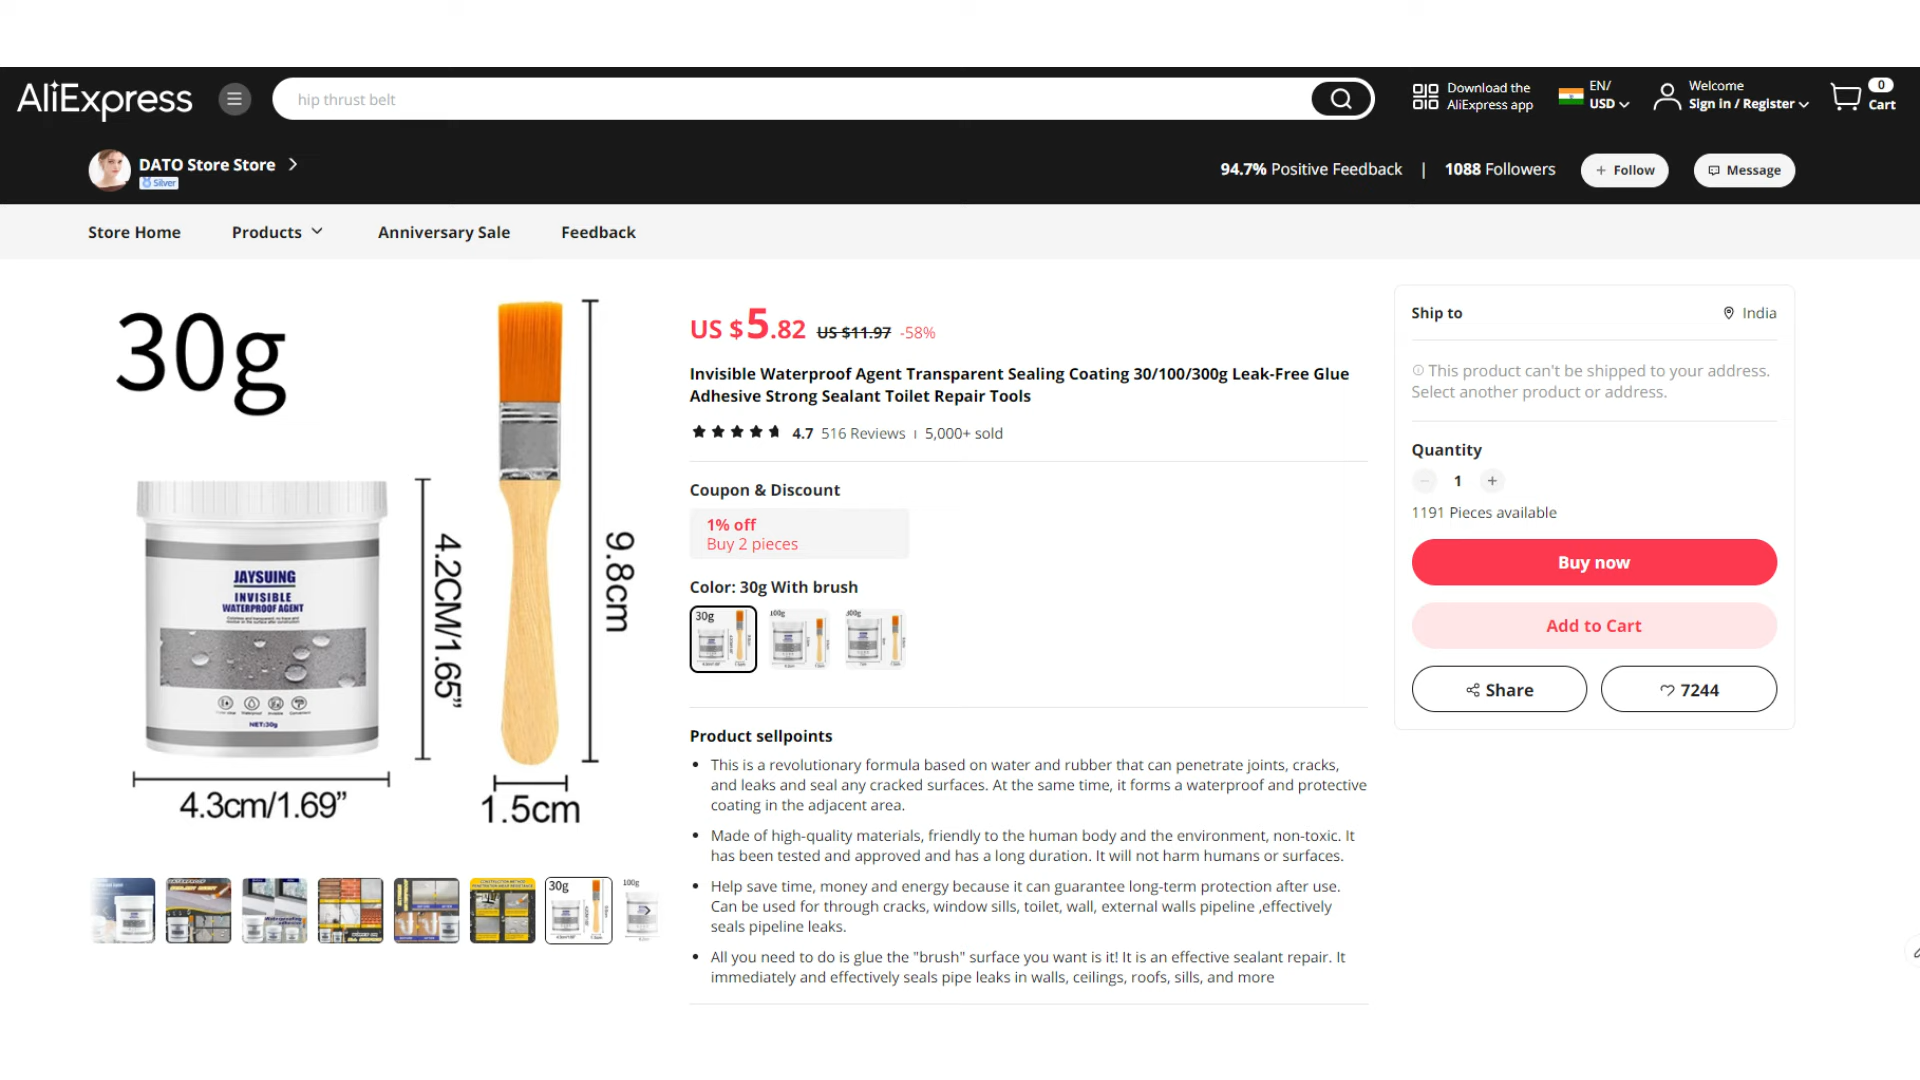 AliExpress
hip thrust belt
Download the
AliExpress app
EN/
USD
Welcome
Sign in / Register
0
Cart
DATO Store Store
Silver
94.7% Positive Feedback | 1088 Followers
+ Follow
Message
Store Home
Products
Anniversary Sale
Feedback
30g
JAYSUING
INVISIBLE
WATERPROOF AGENT
NET:30g
4.2CM/1.65”
9.8cm
4.3cm/1.69”
1.5cm
30g
100g
US $5.82 US $11.97 -58%
Invisible Waterproof Agent Transparent Sealing Coating 30/100/300g Leak-Free Glue
Adhesive Strong Sealant Toilet Repair Tools
4.7 516 Reviews 5,000+ sold
Coupon & Discount
1% off
Buy 2 pieces
Color: 30g With brush
30g
100g
300g
Product sellpoints
This is a revolutionary formula based on water and rubber that can penetrate joints, cracks,
and leaks and seal any cracked surfaces. At the same time, it forms a waterproof and protective
coating in the adjacent area.
Made of high-quality materials, friendly to the human body and the environment, non-toxic. It
has been tested and approved and has a long duration. It will not harm humans or surfaces.
Help save time, money and energy because it can guarantee long-term protection after use.
Can be used for through cracks, window sills, toilet, wall, external walls pipeline ,effectively
seals pipeline leaks.
All you need to do is glue the "brush" surface you want is it! It is an effective sealant repair. It
immediately and effectively seals pipe leaks in walls, ceilings, roofs, sills, and more
Ship to
India
This product can't be shipped to your address.
Select another product or address.
Quantity
1
1191 Pieces available
Buy now
Add to Cart
Share
7244